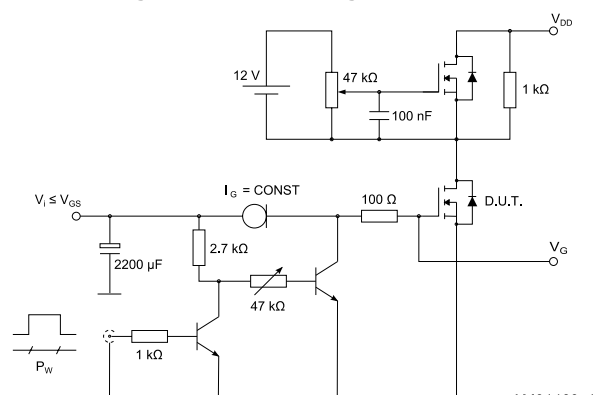 V_DD
12 V
47 kΩ
1 kΩ
100 nF
I_G = CONST
V_i ≤ V_GS
100 Ω
D.U.T.
2.7 kΩ
2200 μF
V_G
47 kΩ
1 kΩ
P_W